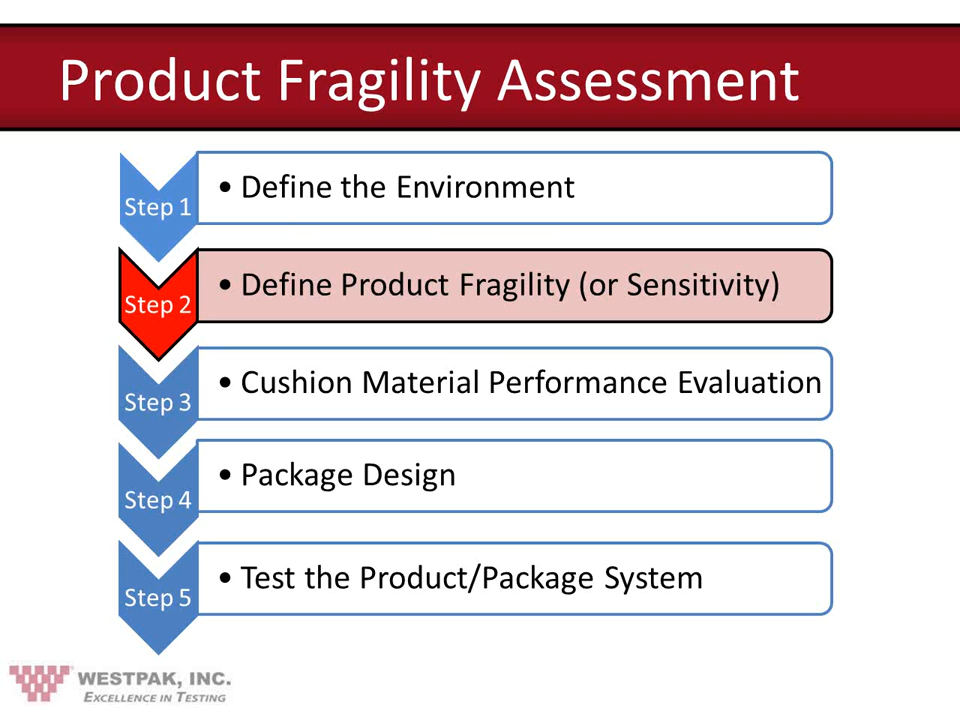 Product Fragility Assessment
Step 1
• Define the Environment
Step 2
• Define Product Fragility (or Sensitivity)
Step 3
• Cushion Material Performance Evaluation
Step 4
• Package Design
Step 5
• Test the Product/Package System
WESTPAK, INC.
EXCELLENCE IN TESTING